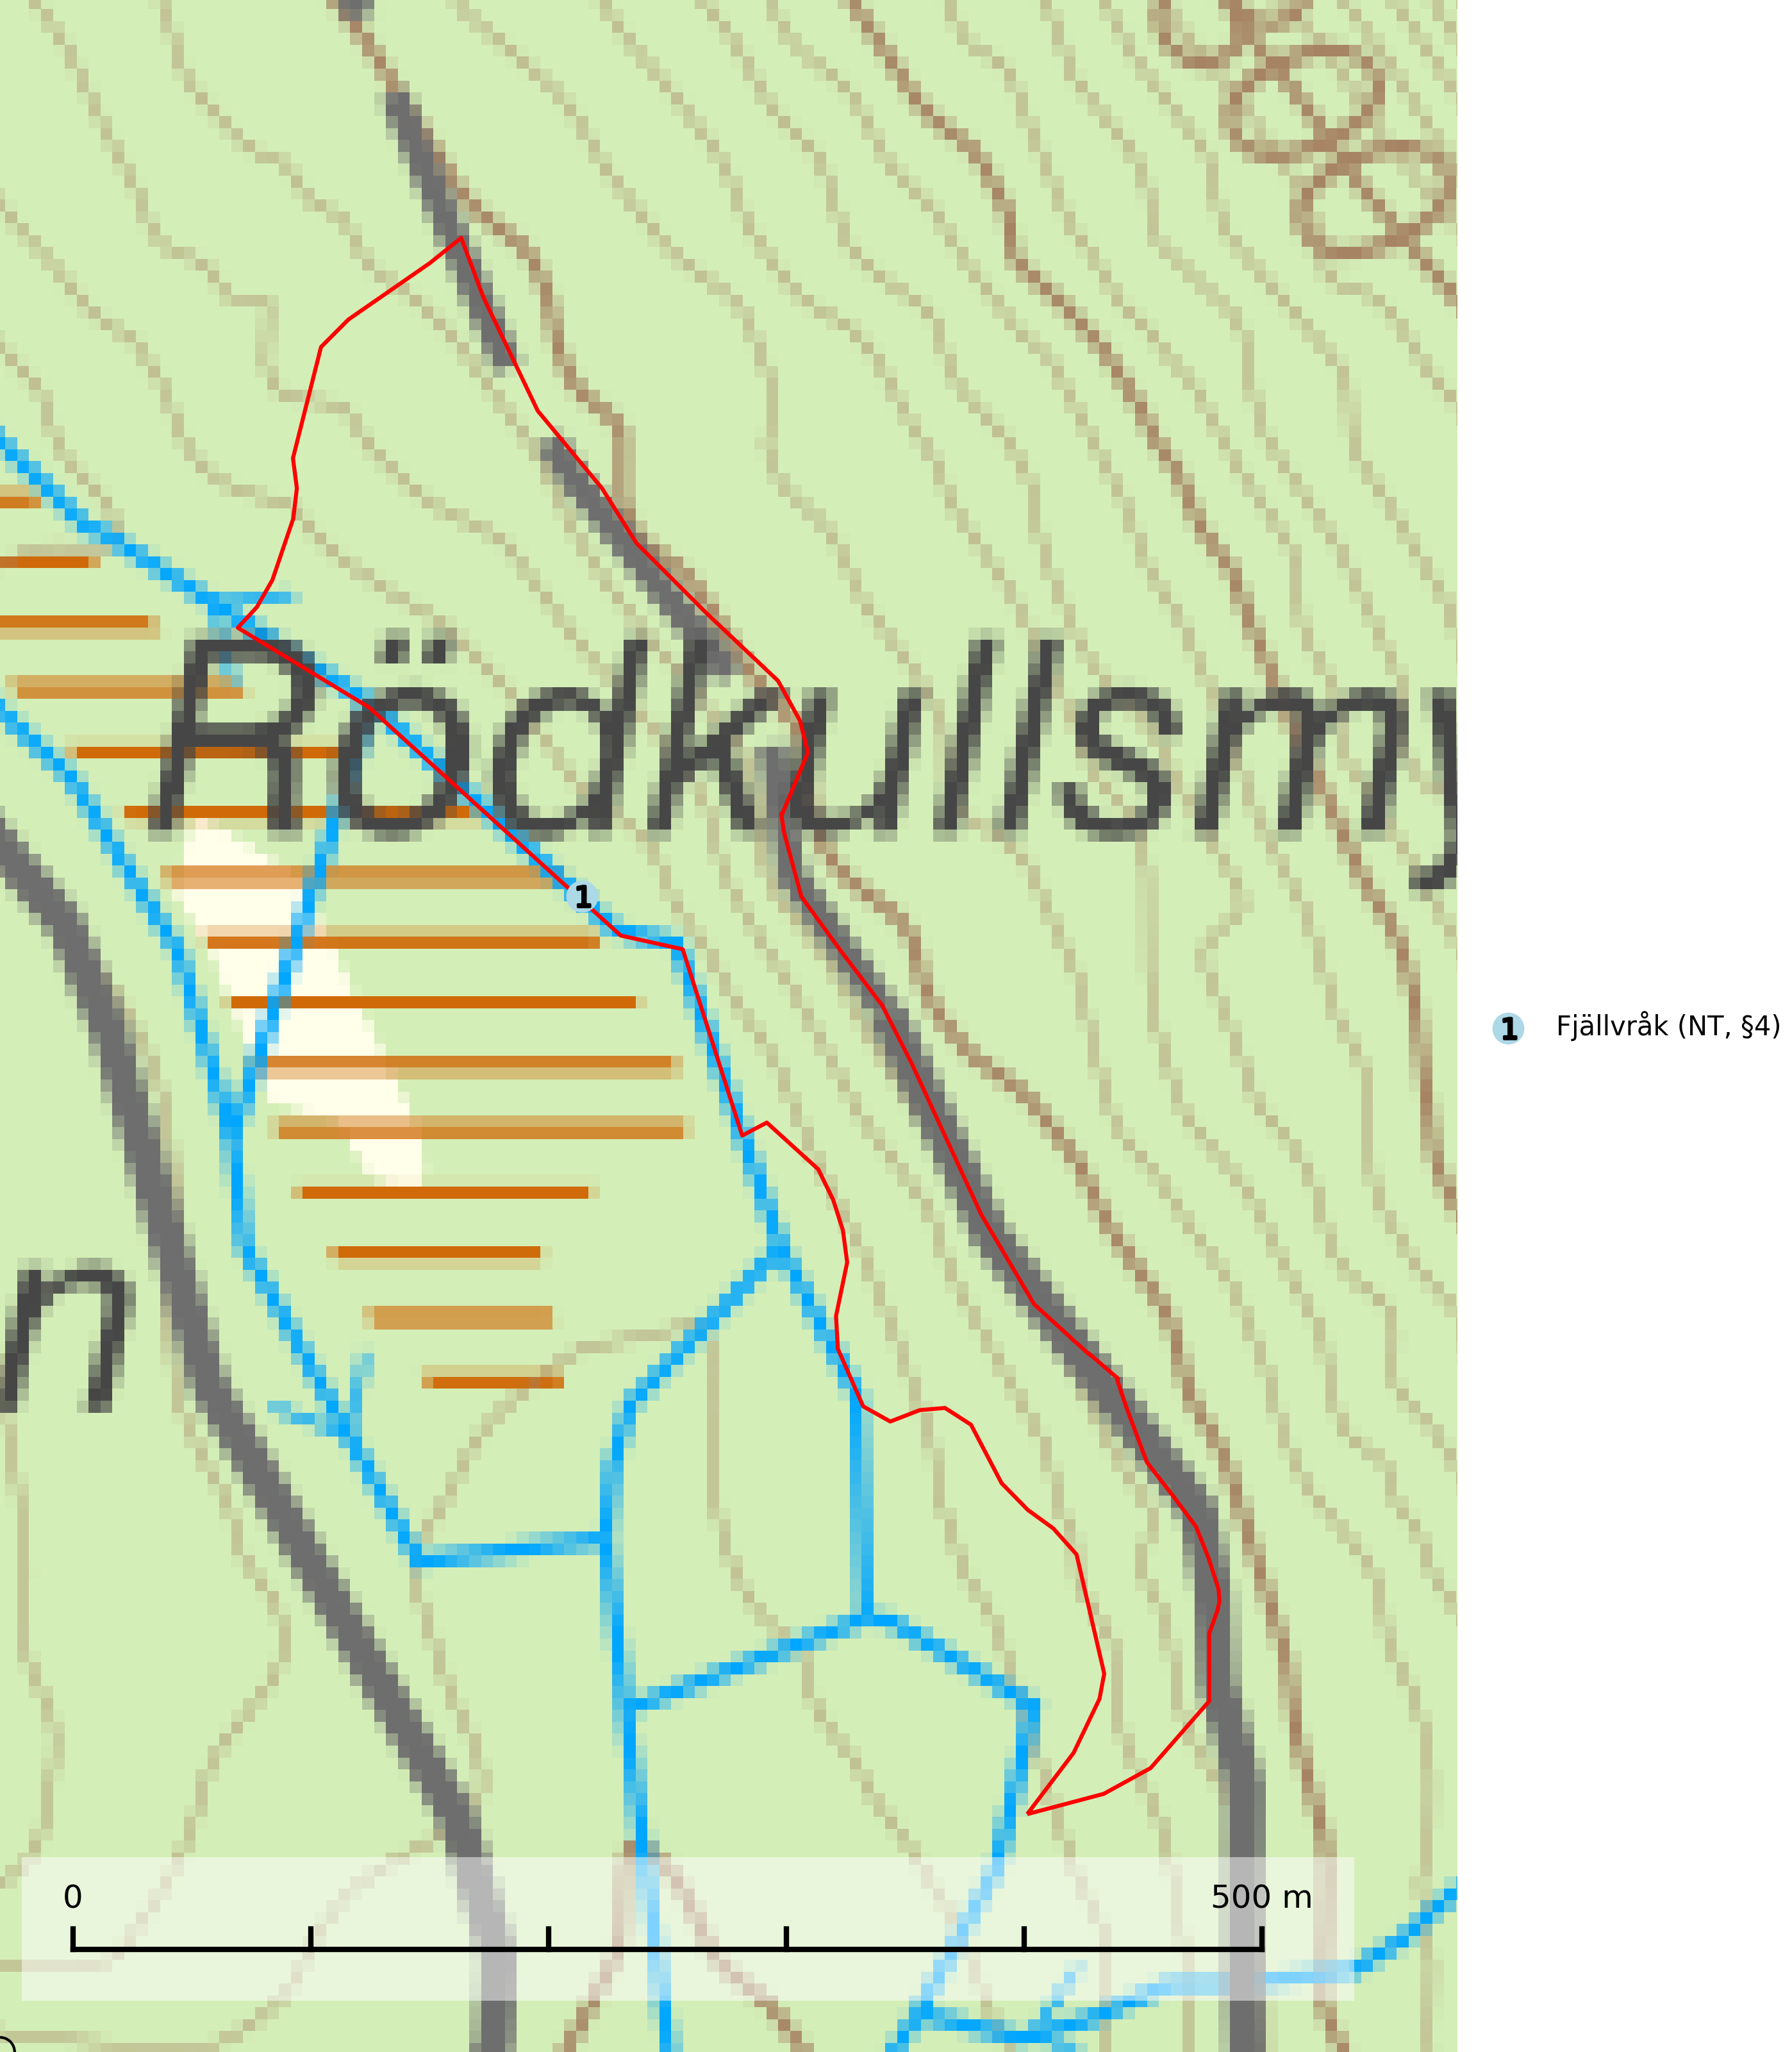 Rödkullsmy
1
1 Fjällvråk (NT, §4)
n
0 500 m